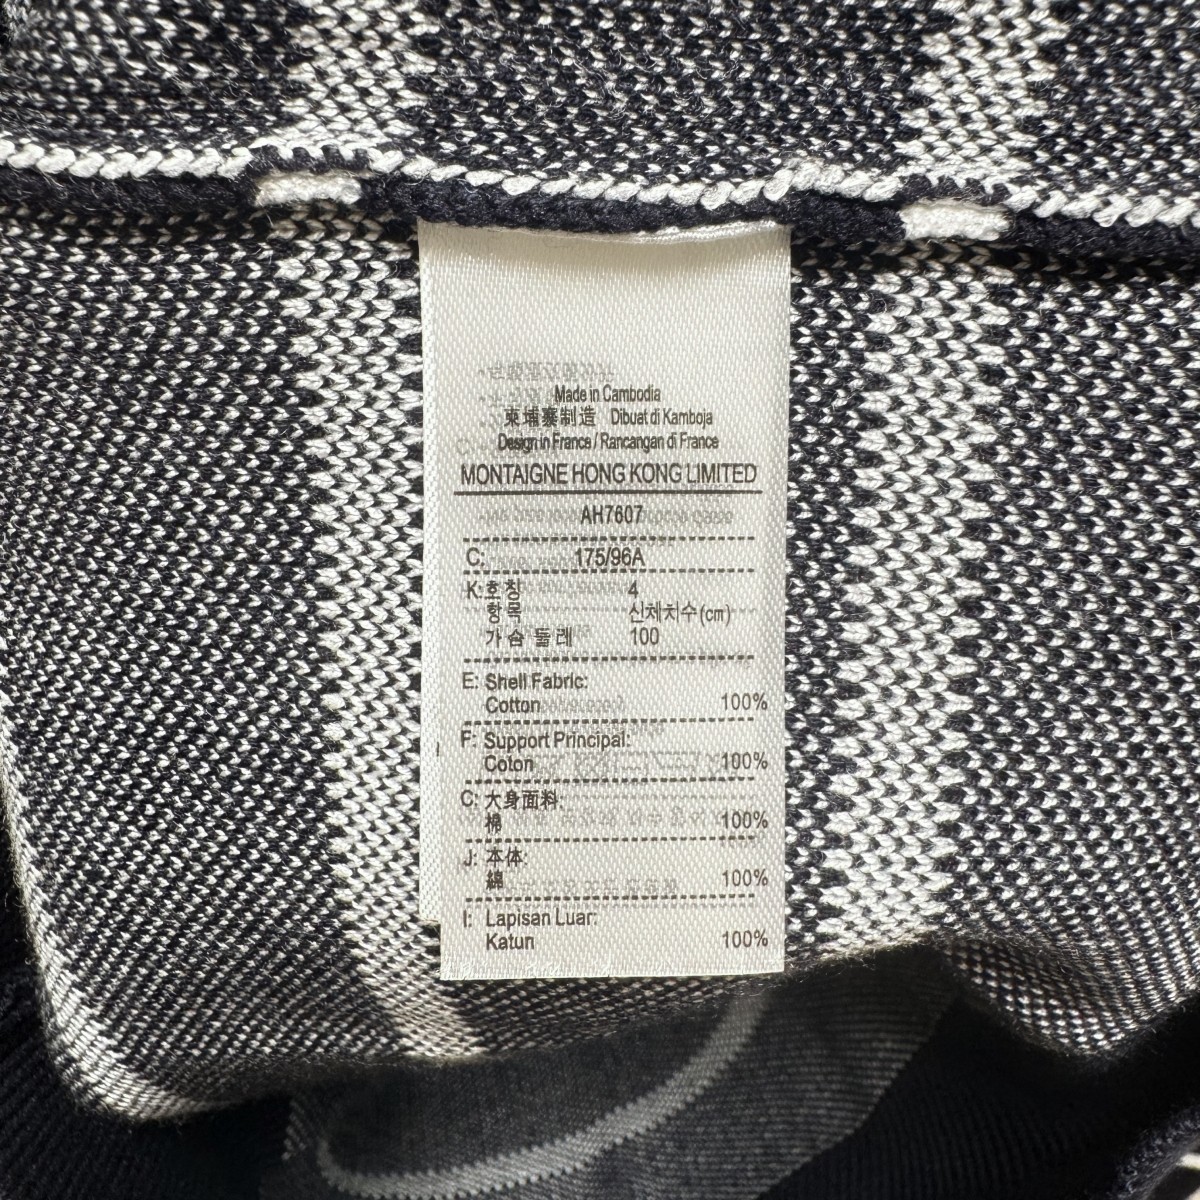 Made in Cambodia
柬埔寨制造 Dibuat di Kamboja
Design in France / Rancangan di France
MONTAIGNE HONG KONG LIMITED
AH7607
C: 175/96A
K: 호칭 4
항목 신체치수(cm)
가슴둘레 100
E: Shell Fabric:
Cotton 100%
F: Support Principal:
Coton 100%
C: 大身面料:
棉 100%
J: 本体:
綿 100%
I: Lapisan Luar:
Katun 100%